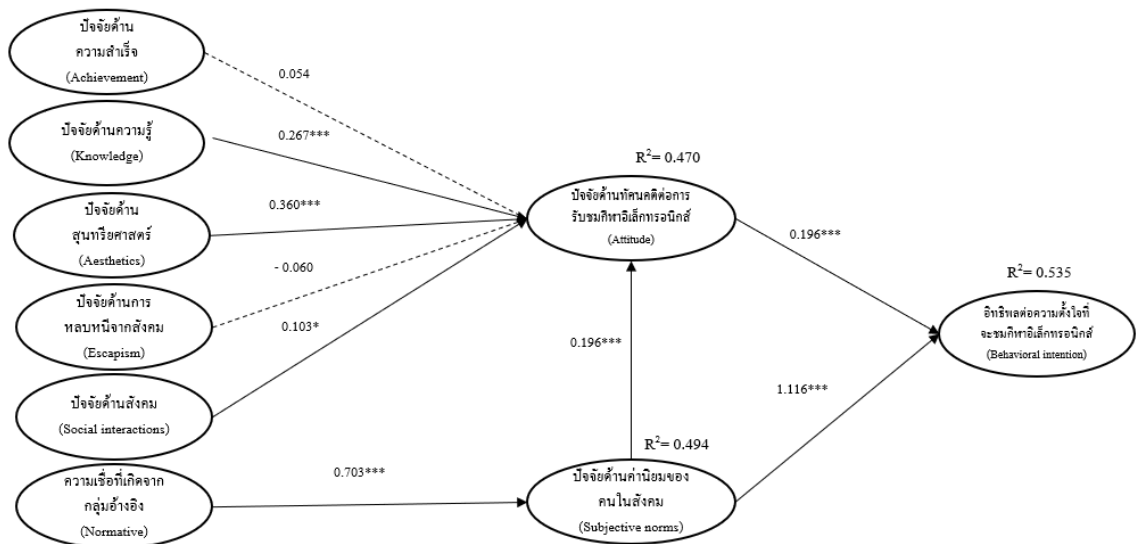 ปัจจัยด้าน
ความสำเร็จ
(Achievement)
0.054
ปัจจัยด้านความรู้
(Knowledge)
0.267***
R²= 0.470
ปัจจัยด้าน
สุนทรียศาสตร์
(Aesthetics)
0.360***
ปัจจัยด้านทัศนคติต่อการ
รับชมกีฬาอิเล็กทรอนิกส์
(Attitude)
0.196***
ปัจจัยด้านการ
หลบหนีจากสังคม
(Escapism)
- 0.060
R²= 0.535
อิทธิพลต่อความตั้งใจที่
จะชมกีฬาอิเล็กทรอนิกส์
(Behavioral intention)
0.103*
0.196***
1.116***
ปัจจัยด้านสังคม
(Social interactions)
R²= 0.494
ความเชื่อที่เกิดจาก
กลุ่มอ้างอิง
(Normative)
0.703***
ปัจจัยด้านค่านิยมของ
คนในสังคม
(Subjective norms)